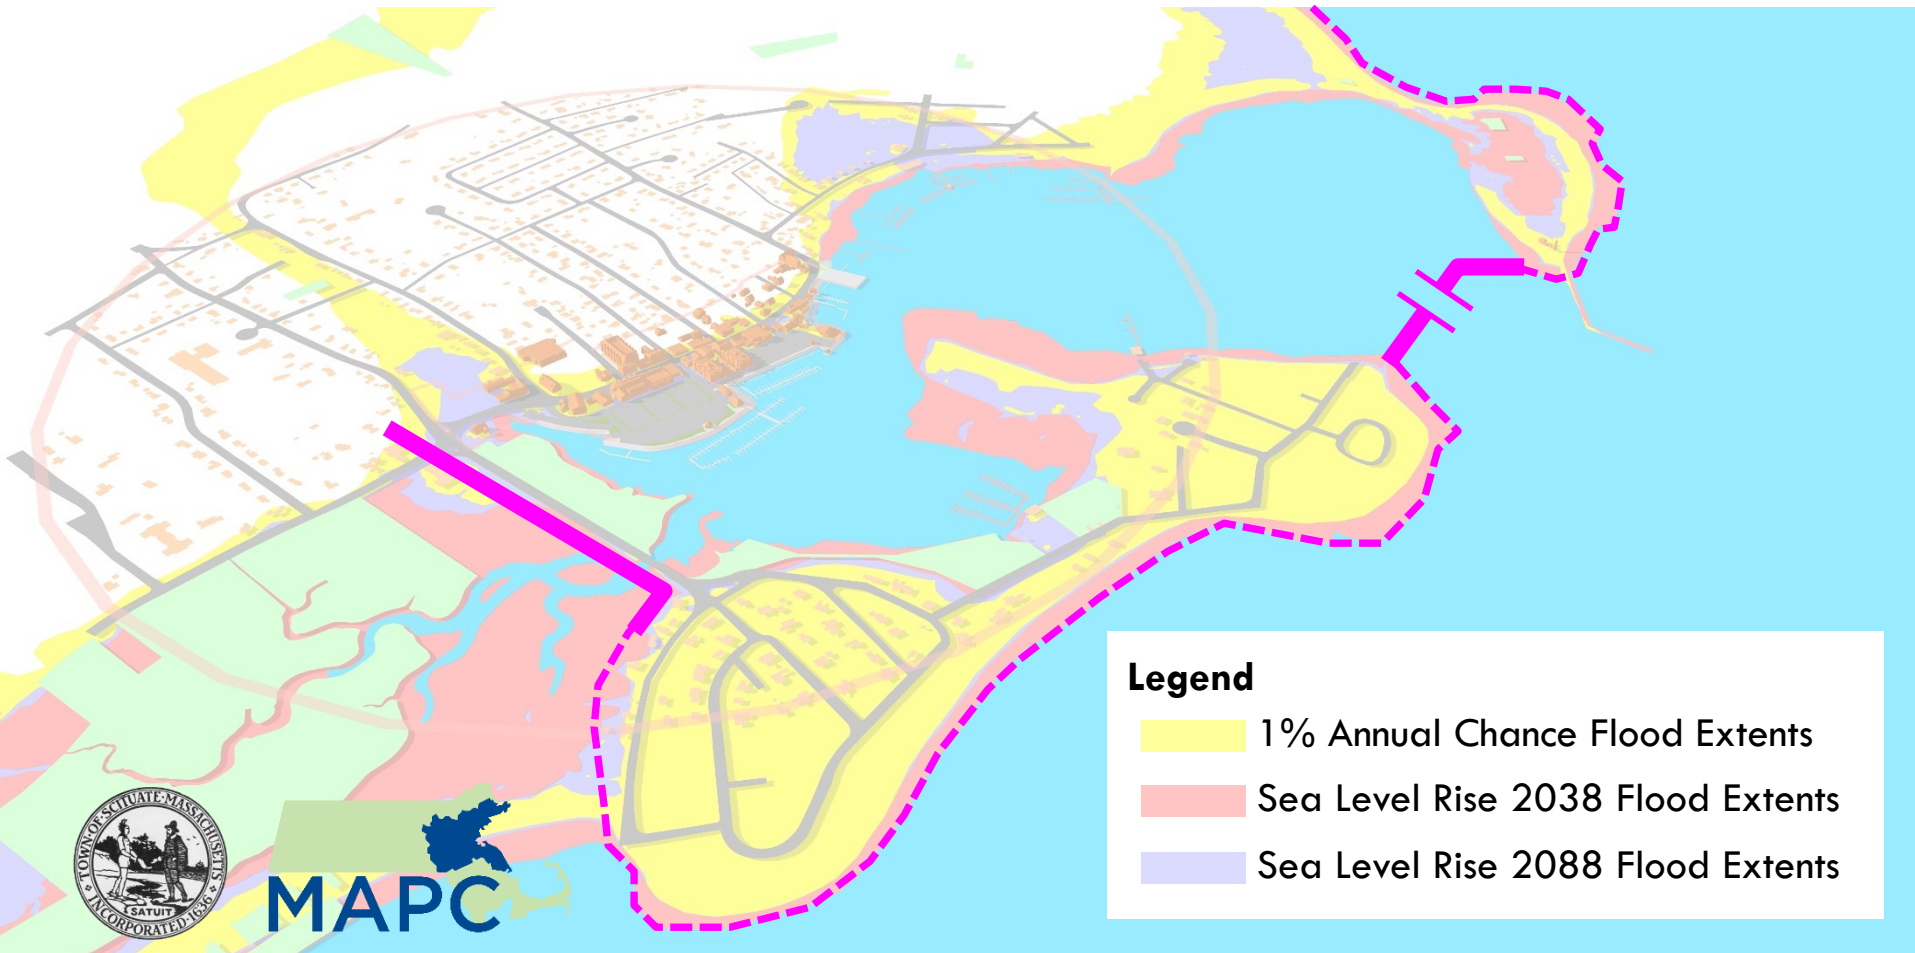 Legend
1% Annual Chance Flood Extents
Sea Level Rise 2038 Flood Extents
Sea Level Rise 2088 Flood Extents
TOWN·OF·SCITUATE·MASSACHUSETTS
SATUIT
INCORPORATED·1636
MAPC